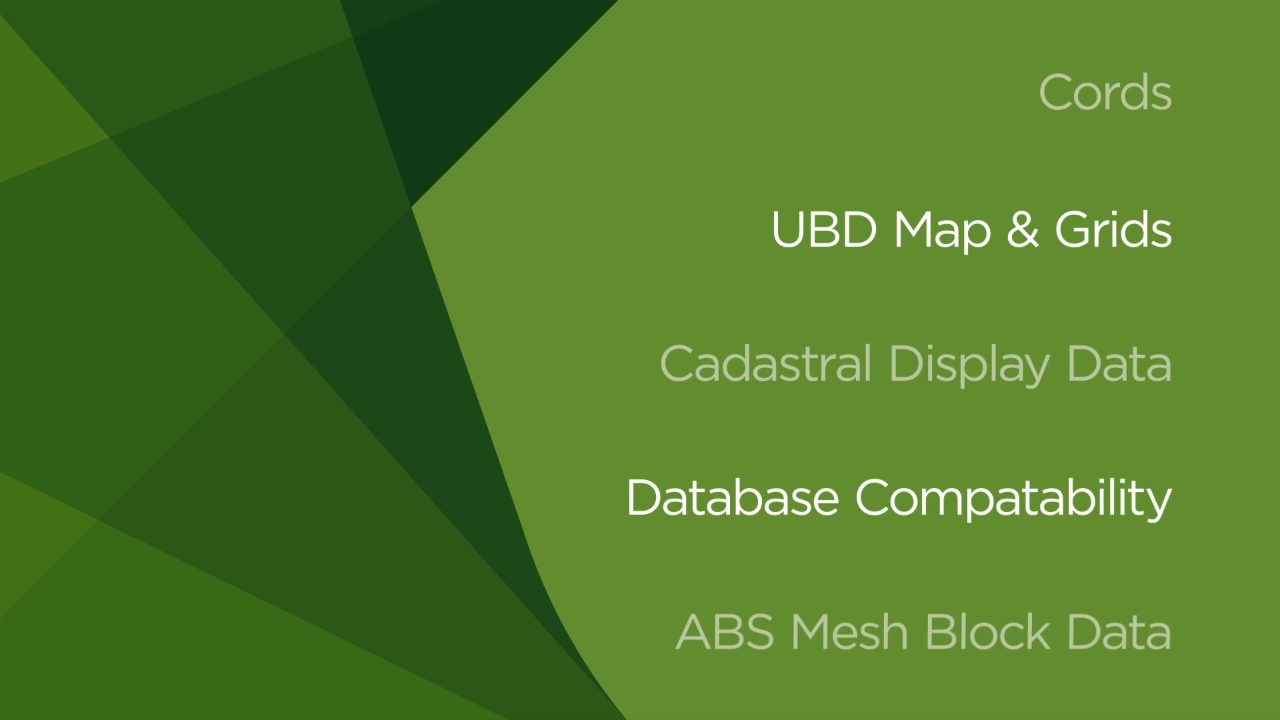 Cords
UBD Map & Grids
Cadastral Display Data
Database Compatability
ABS Mesh Block Data